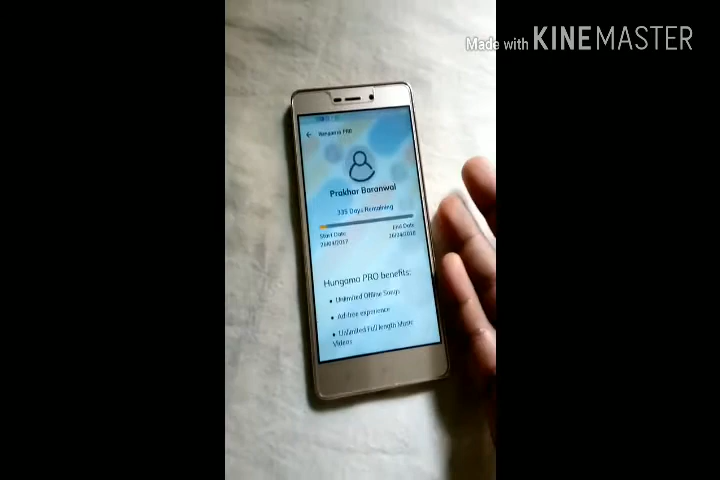 Made with KINEMASTER
Hungama PRO
Prakhar Baranwal
335 Days Remaining
Start Date:
End Date
Hungama PRO benefits:
• Unlimited Offline Songs
• Ad-free experience
• Unlimited Full length Music
Videos